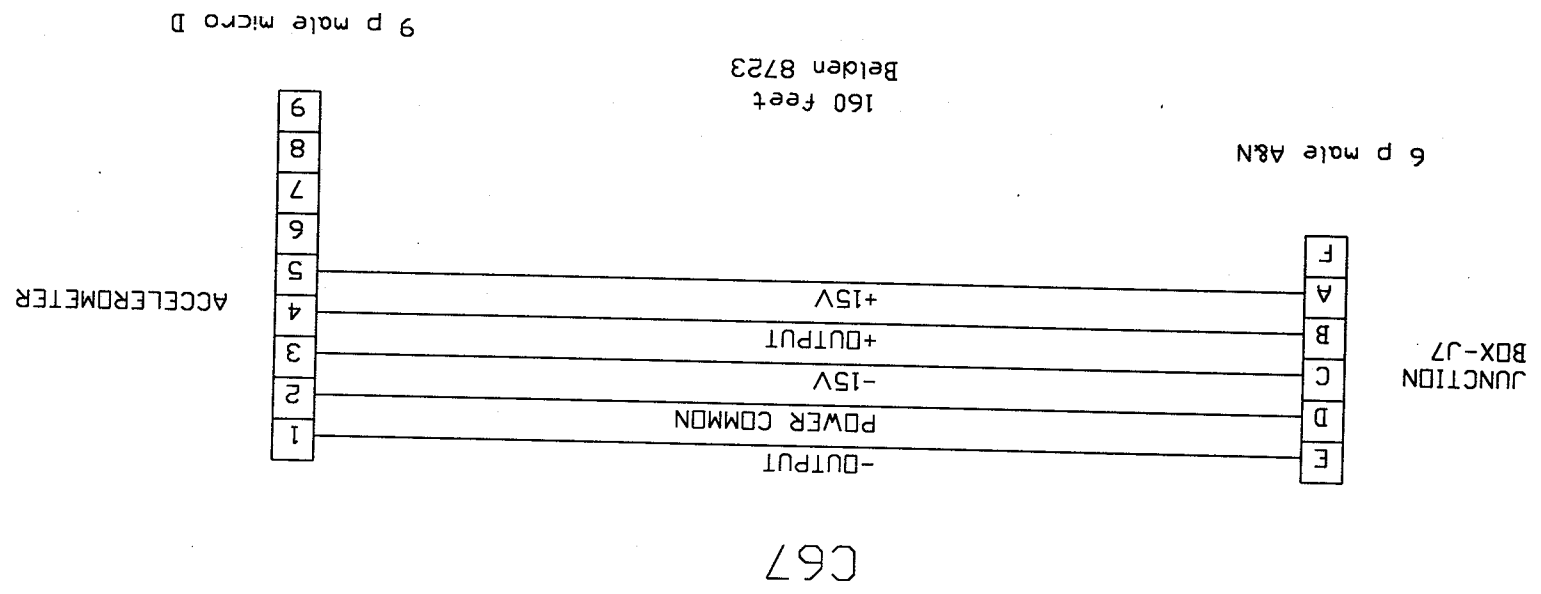 C67
-OUTPUT
E
1
POWER COMMON
D
2
-15V
C
3
JUNCTION
BOX-J7
+OUTPUT
B
4
ACCELEROMETER
+15V
A
5
F
6
7
6 p male A&N
8
160 feet
9
Belden 8723
9 p male micro D